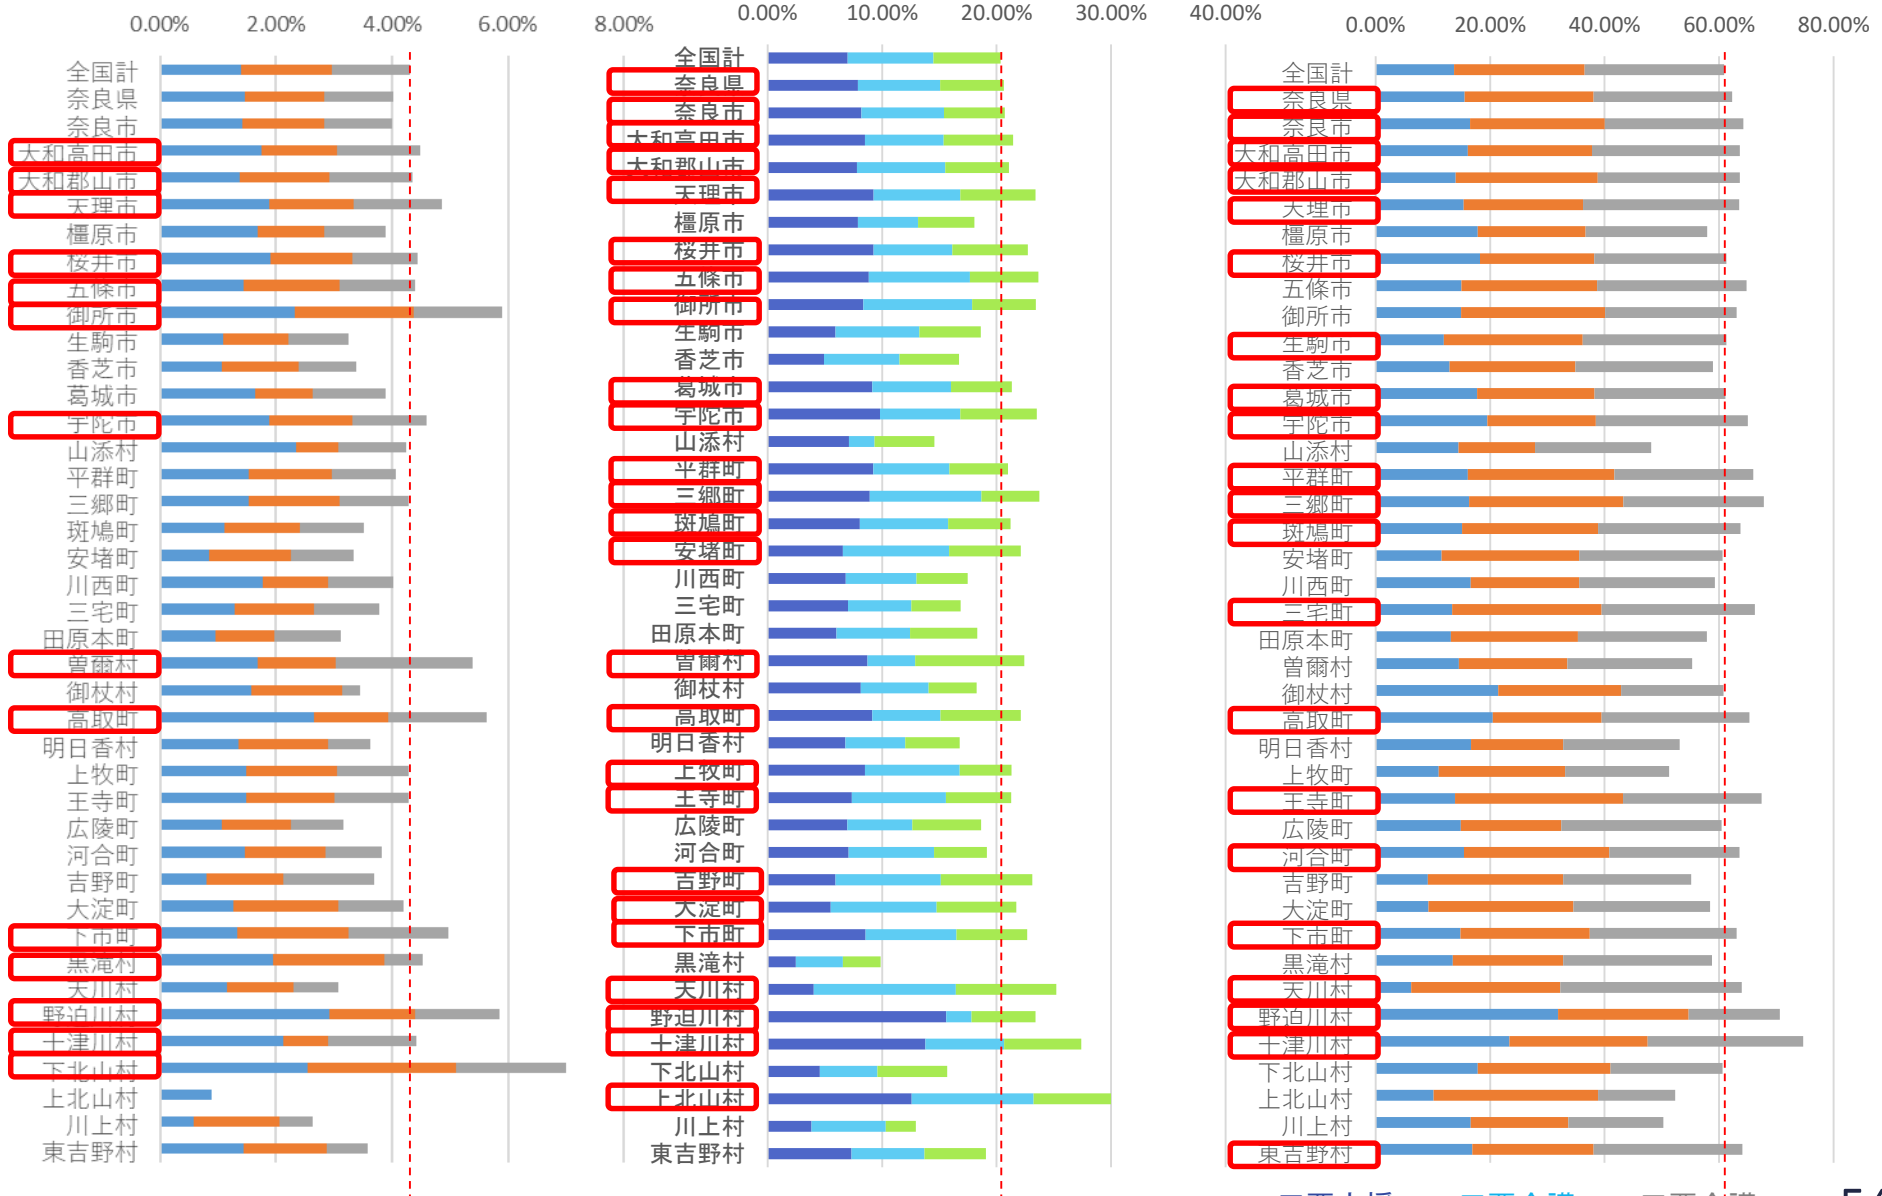 0.00% 2.00% 4.00% 6.00% 8.00%
全国計
奈良県
奈良市
大和高田市
大和郡山市
天理市
橿原市
桜井市
五條市
御所市
生駒市
香芝市
葛城市
宇陀市
山添村
平群町
三郷町
斑鳩町
安堵町
川西町
三宅町
田原本町
曽爾村
御杖村
高取町
明日香村
上牧町
王寺町
広陵町
河合町
吉野町
大淀町
下市町
黒滝村
天川村
野迫川村
十津川村
下北山村
上北山村
川上村
東吉野村
0.00% 10.00% 20.00% 30.00% 40.00%
全国計
奈良県
奈良市
大和高田市
大和郡山市
天理市
橿原市
桜井市
五條市
御所市
生駒市
香芝市
葛城市
宇陀市
山添村
平群町
三郷町
斑鳩町
安堵町
川西町
三宅町
田原本町
曽爾村
御杖村
高取町
明日香村
上牧町
王寺町
広陵町
河合町
吉野町
大淀町
下市町
黒滝村
天川村
野迫川村
十津川村
下北山村
上北山村
川上村
東吉野村
0.00% 20.00% 40.00% 60.00% 80.00%
全国計
奈良県
奈良市
大和高田市
大和郡山市
天理市
橿原市
桜井市
五條市
御所市
生駒市
香芝市
葛城市
宇陀市
山添村
平群町
三郷町
斑鳩町
安堵町
川西町
三宅町
田原本町
曽爾村
御杖村
高取町
明日香村
上牧町
王寺町
広陵町
河合町
吉野町
大淀町
下市町
黒滝村
天川村
野迫川村
十津川村
下北山村
上北山村
川上村
東吉野村